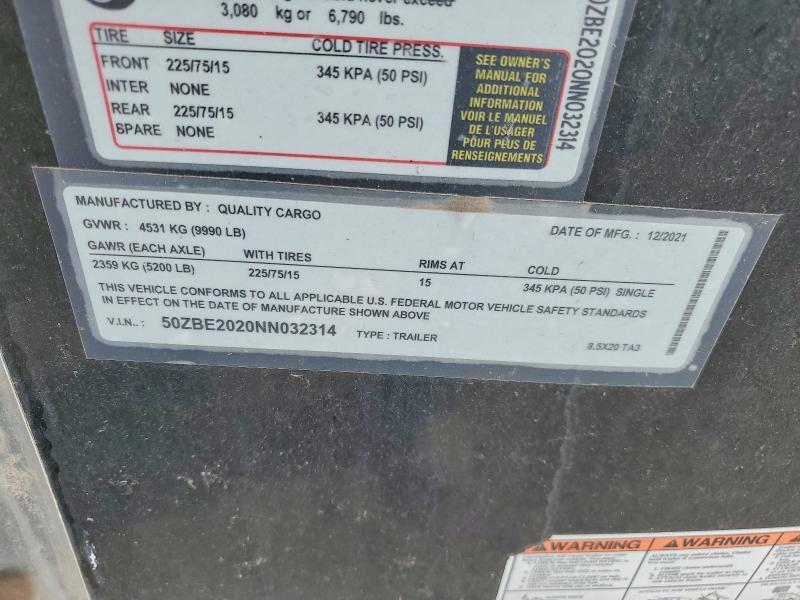 3,080 kg or 6,790 lbs.
TIRE SIZE COLD TIRE PRESS.
FRONT 225/75/15 345 KPA (50 PSI)
INTER NONE
REAR 225/75/15 345 KPA (50 PSI)
SPARE NONE
SEE OWNER'S
MANUAL FOR
ADDITIONAL
INFORMATION
VOIR LE MANUEL
DE L'USAGER
POUR PLUS DE
RENSEIGNEMENTS
0ZBE2020NN032314
MANUFACTURED BY : QUALITY CARGO DATE OF MFG. : 12/2021
GVWR : 4531 KG (9990 LB)
GAWR (EACH AXLE) WITH TIRES RIMS AT COLD
2359 KG (5200 LB) 225/75/15 15 345 KPA (50 PSI) SINGLE
THIS VEHICLE CONFORMS TO ALL APPLICABLE U.S. FEDERAL MOTOR VEHICLE SAFETY STANDARDS
IN EFFECT ON THE DATE OF MANUFACTURE SHOWN ABOVE
V.I.N.. : 50ZBE2020NN032314 TYPE : TRAILER 8.5X20 TA3
WARNING WARNING WARN